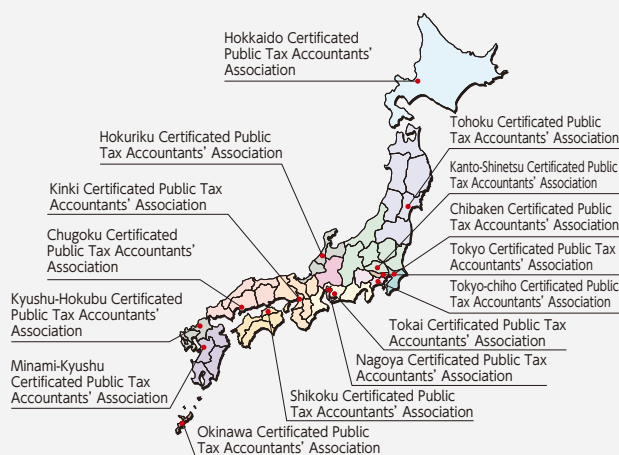 Hokkaido Certificated
Public Tax Accountants'
Association
Hokuriku Certificated Public
Tax Accountants' Association
Kinki Certificated Public Tax
Accountants' Association
Chugoku Certificated
Public Tax Accountants'
Association
Kyushu-Hokubu Certificated
Public Tax Accountants'
Association
Minami-Kyushu
Certificated Public Tax
Accountants' Association
Okinawa Certificated Public
Tax Accountants' Association
Shikoku Certificated Public
Tax Accountants' Association
Nagoya Certificated Public
Tax Accountants' Association
Tokai Certificated Public Tax
Accountants' Association
Tohoku Certificated Public
Tax Accountants' Association
Kanto-Shinetsu Certificated Public
Tax Accountants' Association
Chibaken Certificated Public
Tax Accountants' Association
Tokyo Certificated Public Tax
Accountants' Association
Tokyo-chiho Certificated Public
Tax Accountants' Association